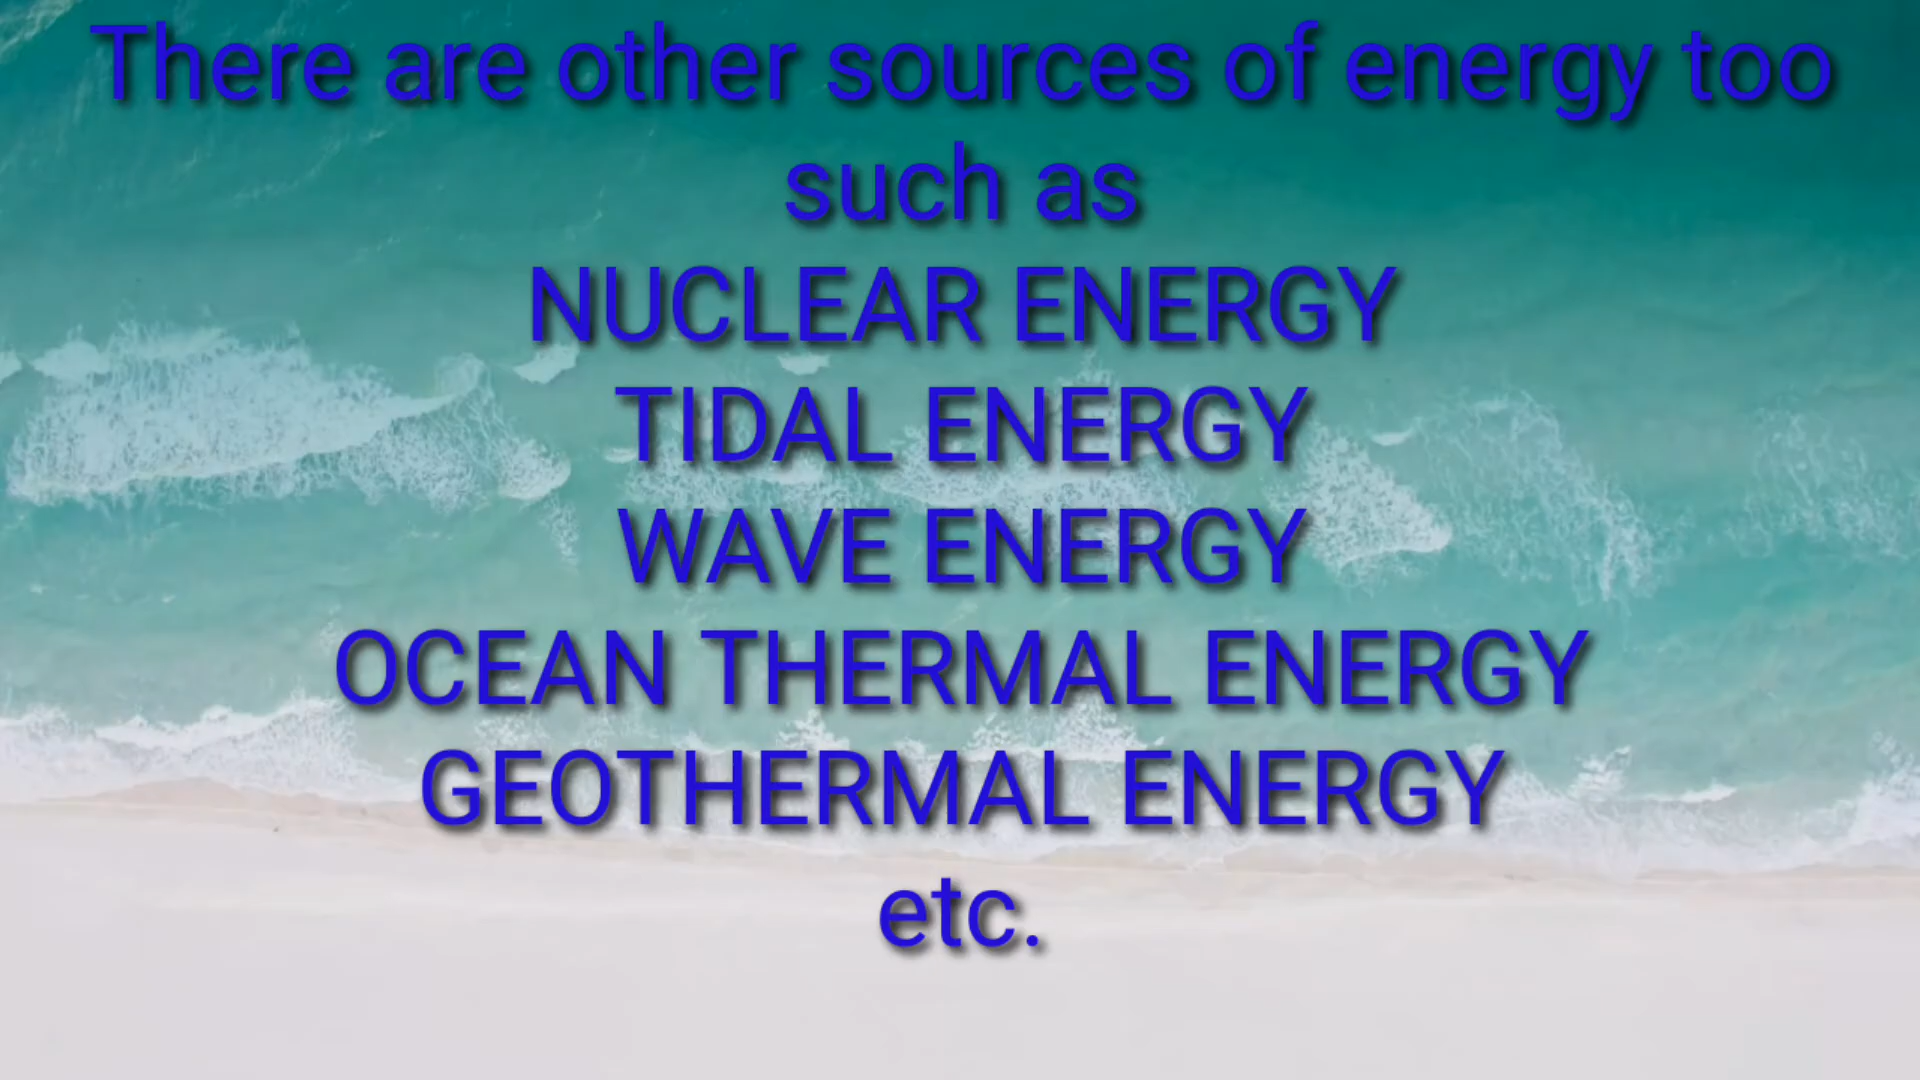 There are other sources of energy too
such as
NUCLEAR ENERGY
TIDAL ENERGY
WAVE ENERGY
OCEAN THERMAL ENERGY
GEOTHERMAL ENERGY
etc.